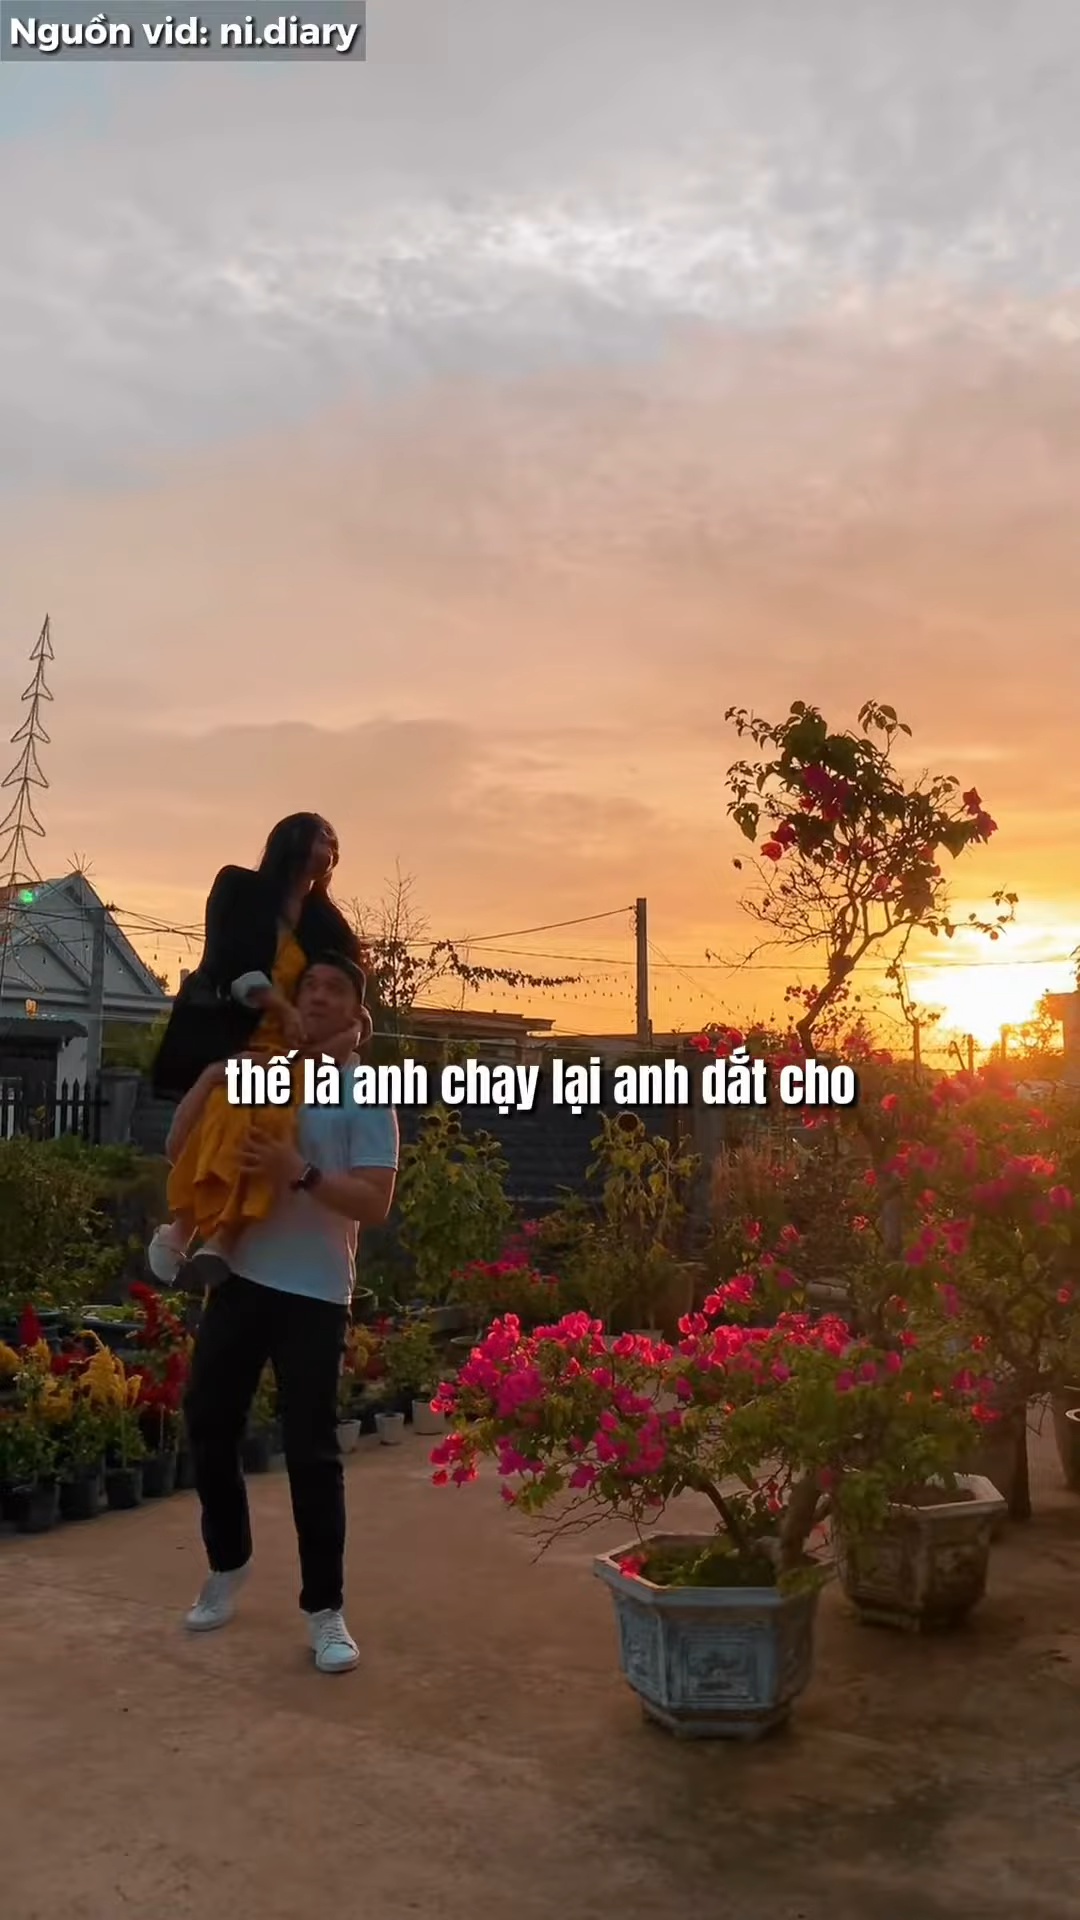 Nguồn vid: ni.diary
thế là anh chạy lại anh dắt cho